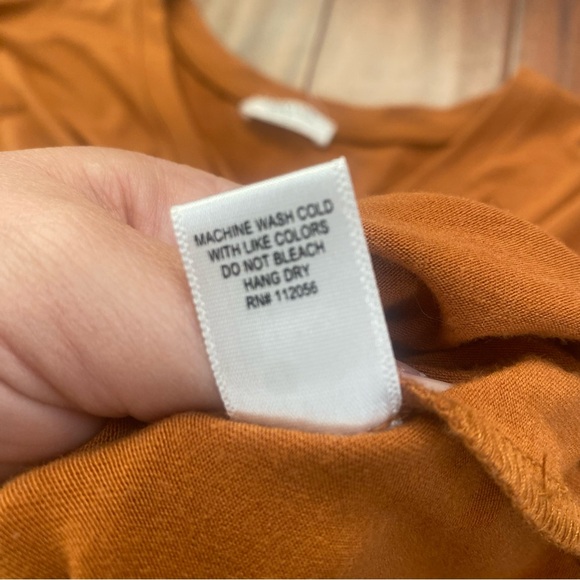 MACHINE WASH COLD
WITH LIKE COLORS
DO NOT BLEACH
HANG DRY
RN# 112056